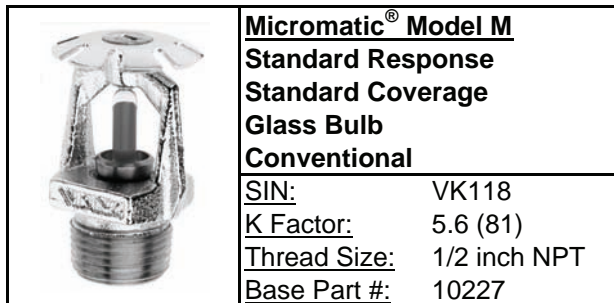 Micromatic® Model M
Standard Response
Standard Coverage
Glass Bulb
Conventional
SIN: VK118
K Factor: 5.6 (81)
Thread Size: 1/2 inch NPT
Base Part #: 10227